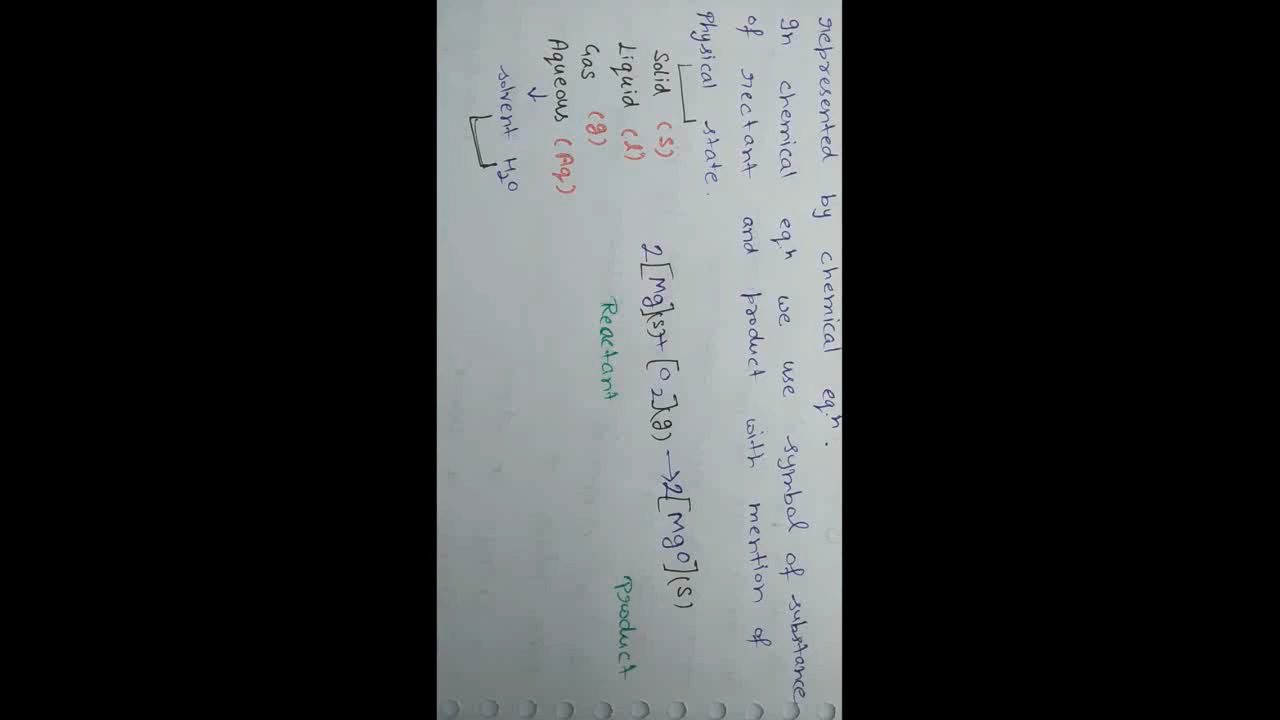 represented by chemical eqⁿ.
In chemical eqⁿ we use symbol of substance
of rectant and product with mention of
physical state.
Solid (s)
Liquid (l)
Gas (g)
Aqueous (Aq)
↓
solvent H₂O
2[Mg](s)+[O₂](g) → 2[MgO](s)
Reactant Product